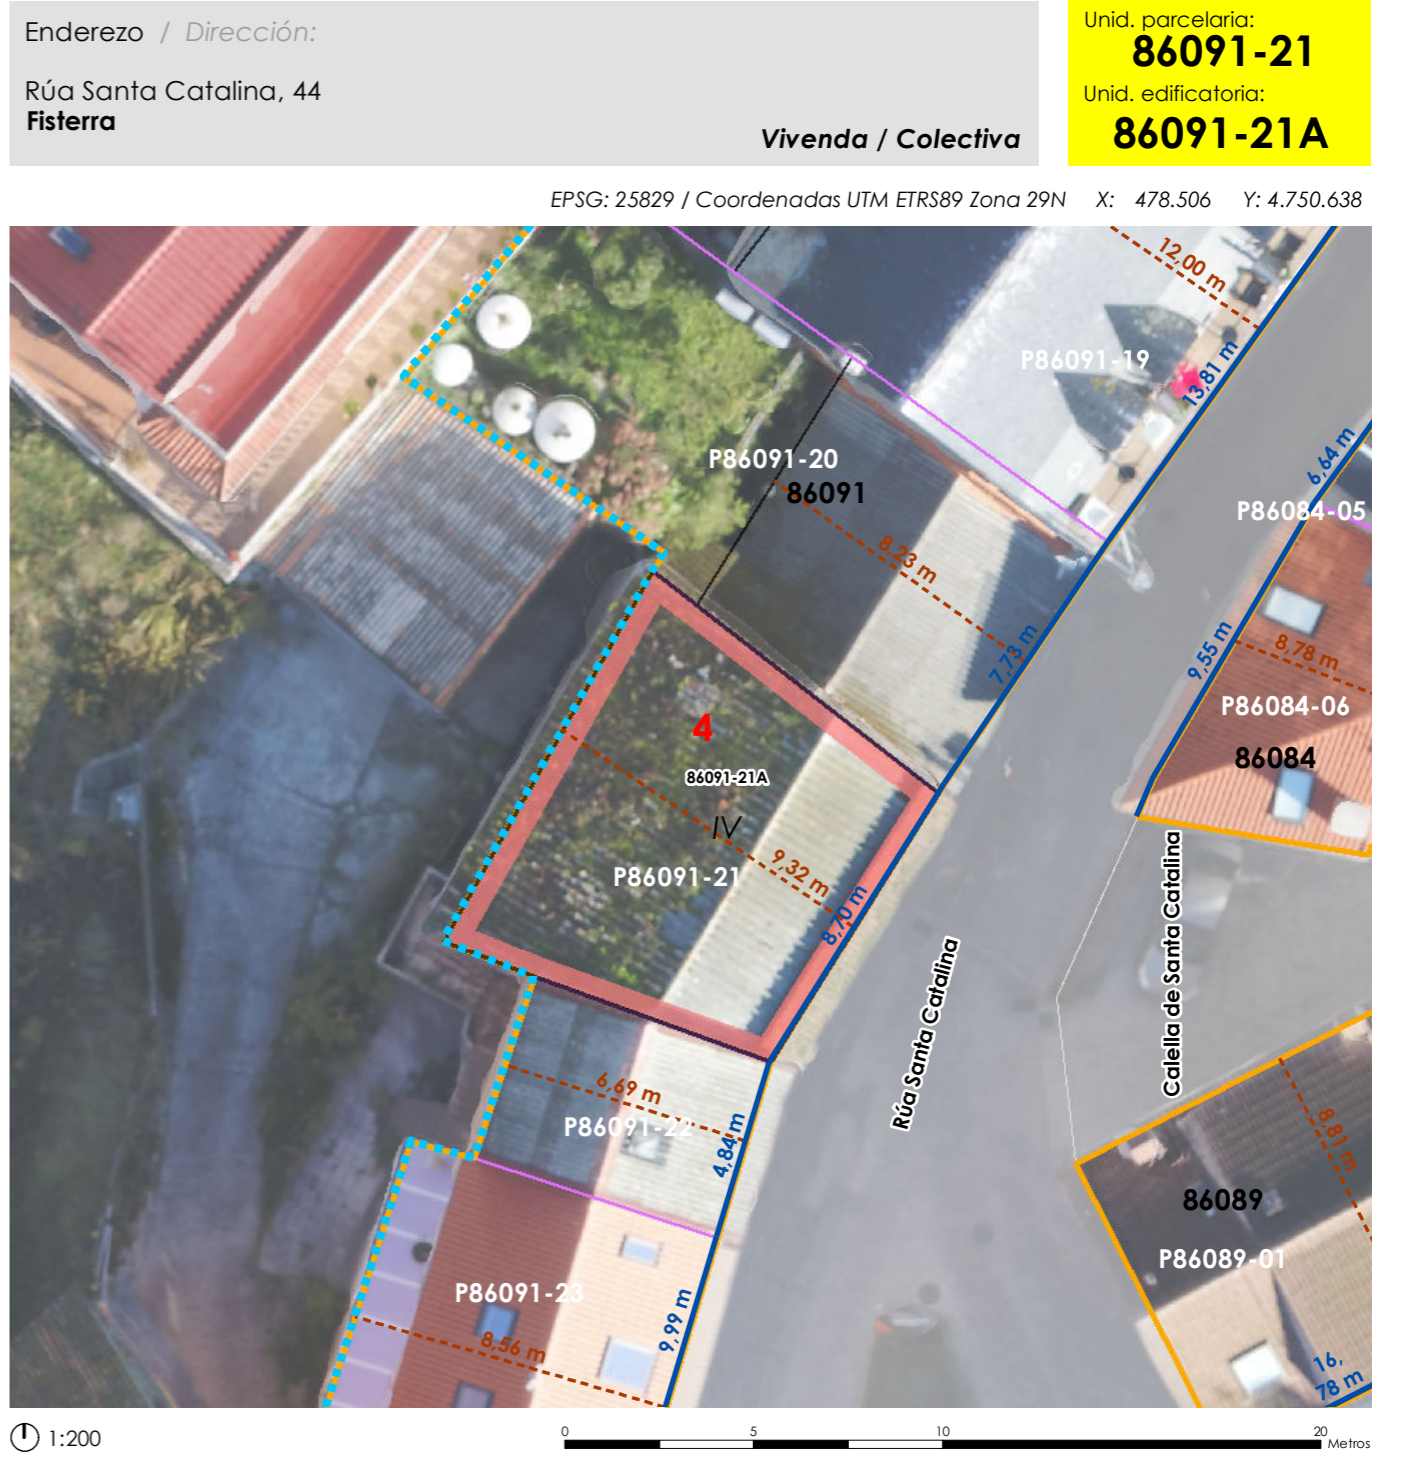 Enderezo / Dirección:
Rúa Santa Catalina, 44
Fisterra
Vivenda / Colectiva
Unid. parcelaria:
86091-21
Unid. edificatoria:
86091-21A
EPSG: 25829 / Coordenadas UTM ETRS89 Zona 29N X: 478.506 Y: 4.750.638
12,00 m
P86091-19
13,81 m
6,64 m
P86091-20
86091
P86084-05
8,23 m
7,73 m
9,55 m
8,78 m
P86084-06
4
86084
86091-21A
IV
9,32 m
P86091-21
8,70 m
Rúa Santa Catalina
Calella de Santa Catalina
6,69 m
P86091-22
4,84 m
8,81 m
86089
P86089-01
P86091-23
9,99 m
8,56 m
16,
78 m
1:200
0 5 10 20
Metros